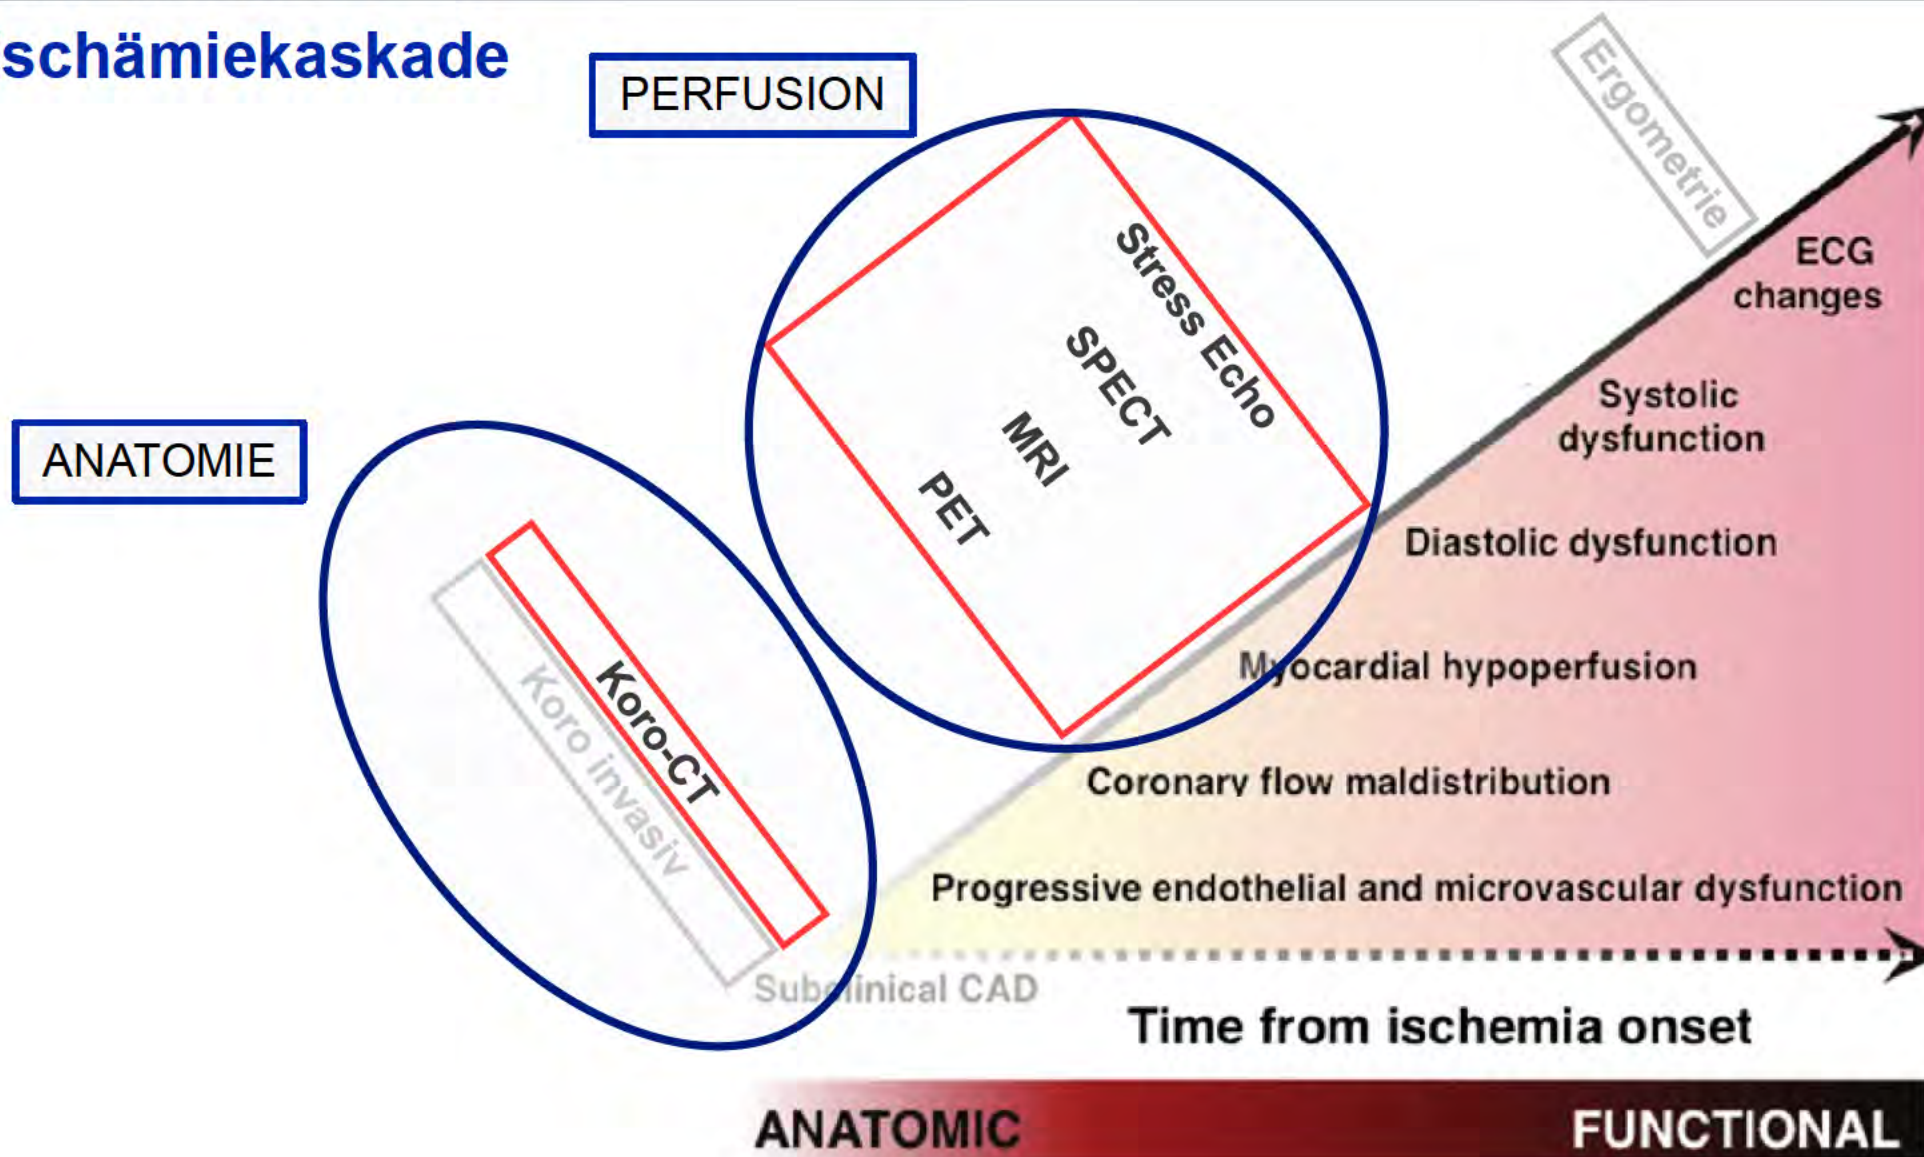 schämiekaskade
PERFUSION
Ergometrie
ECG
changes
Stress Echo
SPECT
MRI
PET
Systolic
dysfunction
ANATOMIE
Diastolic dysfunction
Koro-CT
Koro invasiv
Myocardial hypoperfusion
Coronary flow maldistribution
Progressive endothelial and microvascular dysfunction
Subclinical CAD
Time from ischemia onset
ANATOMIC
FUNCTIONAL